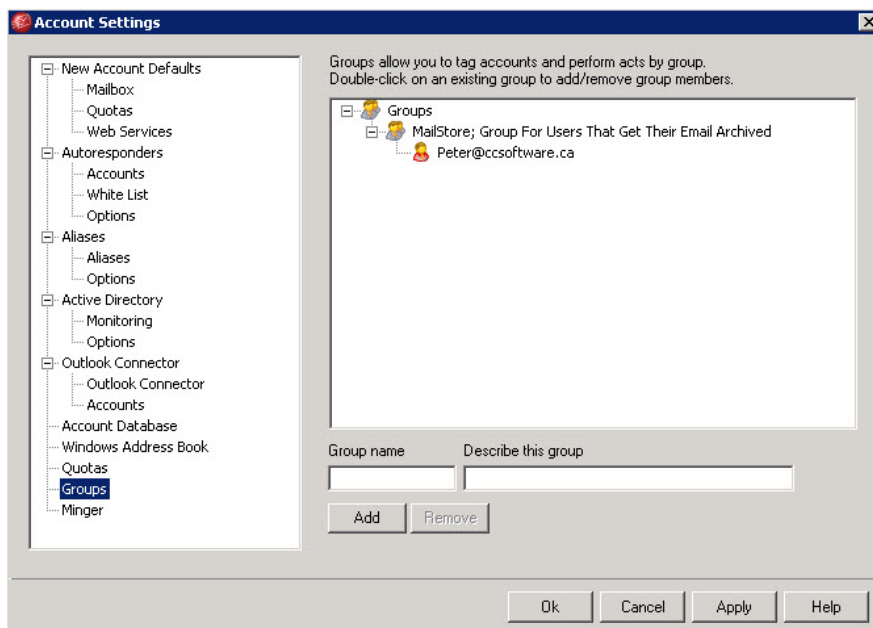 Account Settings
New Account Defaults
Mailbox
Quotas
Web Services
Autoresponders
Accounts
White List
Options
Aliases
Aliases
Options
Active Directory
Monitoring
Options
Outlook Connector
Outlook Connector
Accounts
Account Database
Windows Address Book
Quotas
Groups
Minger
Groups allow you to tag accounts and perform acts by group.
Double-click on an existing group to add/remove group members.
Groups
MailStore; Group For Users That Get Their Email Archived
Peter@ccsoftware.ca
Group name
Describe this group
Add
Remove
Ok
Cancel
Apply
Help